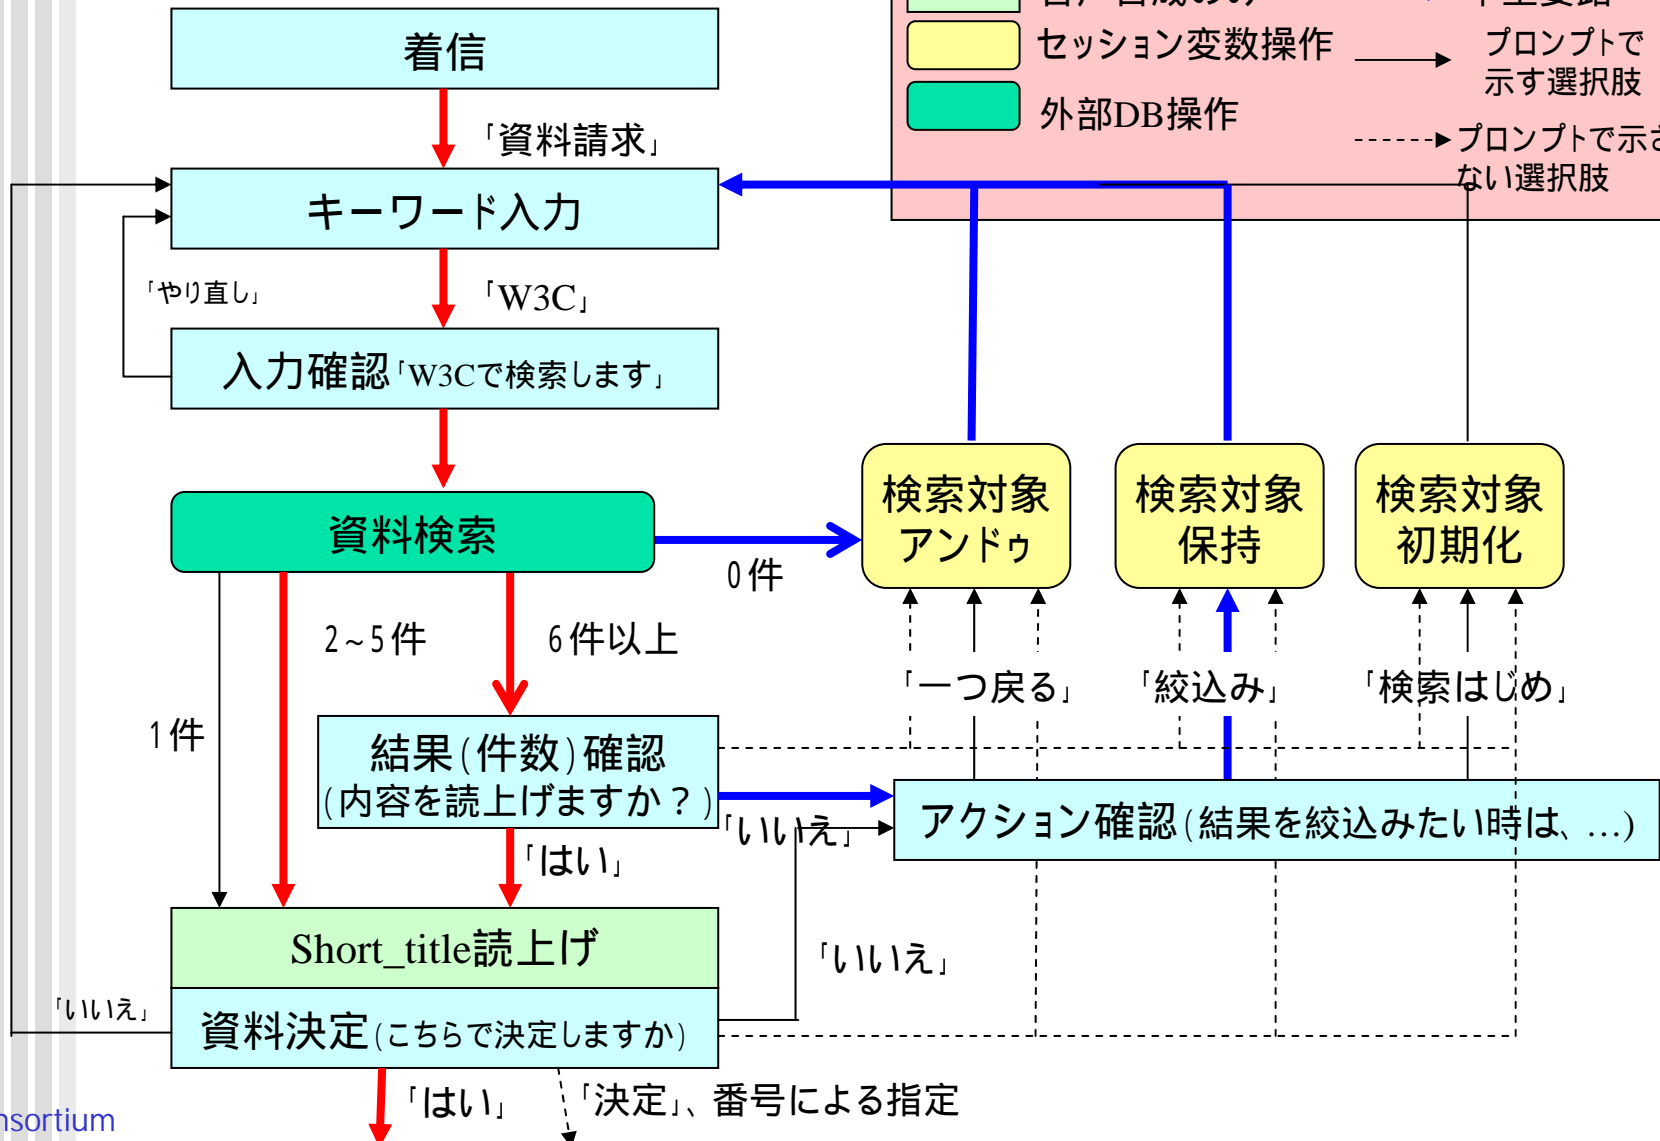 着信
セッション変数操作
プロンプトで
示す選択肢
外部DB操作
プロンプトで示さ
ない選択肢
「資料請求」
キーワード入力
「やり直し」
「W3C」
入力確認「W3Cで検索します」
資料検索
0件
検索対象
アンドゥ
検索対象
保持
検索対象
初期化
2~5件
6件以上
1件
「一つ戻る」
「絞込み」
「検索はじめ」
結果(件数)確認
(内容を読上げますか?)
「いいえ」
アクション確認(結果を絞込みたい時は、…)
「はい」
Short_title読上げ
「いいえ」
「いいえ」
資料決定(こちらで決定しますか)
「はい」
「決定」、番号による指定
nsortium